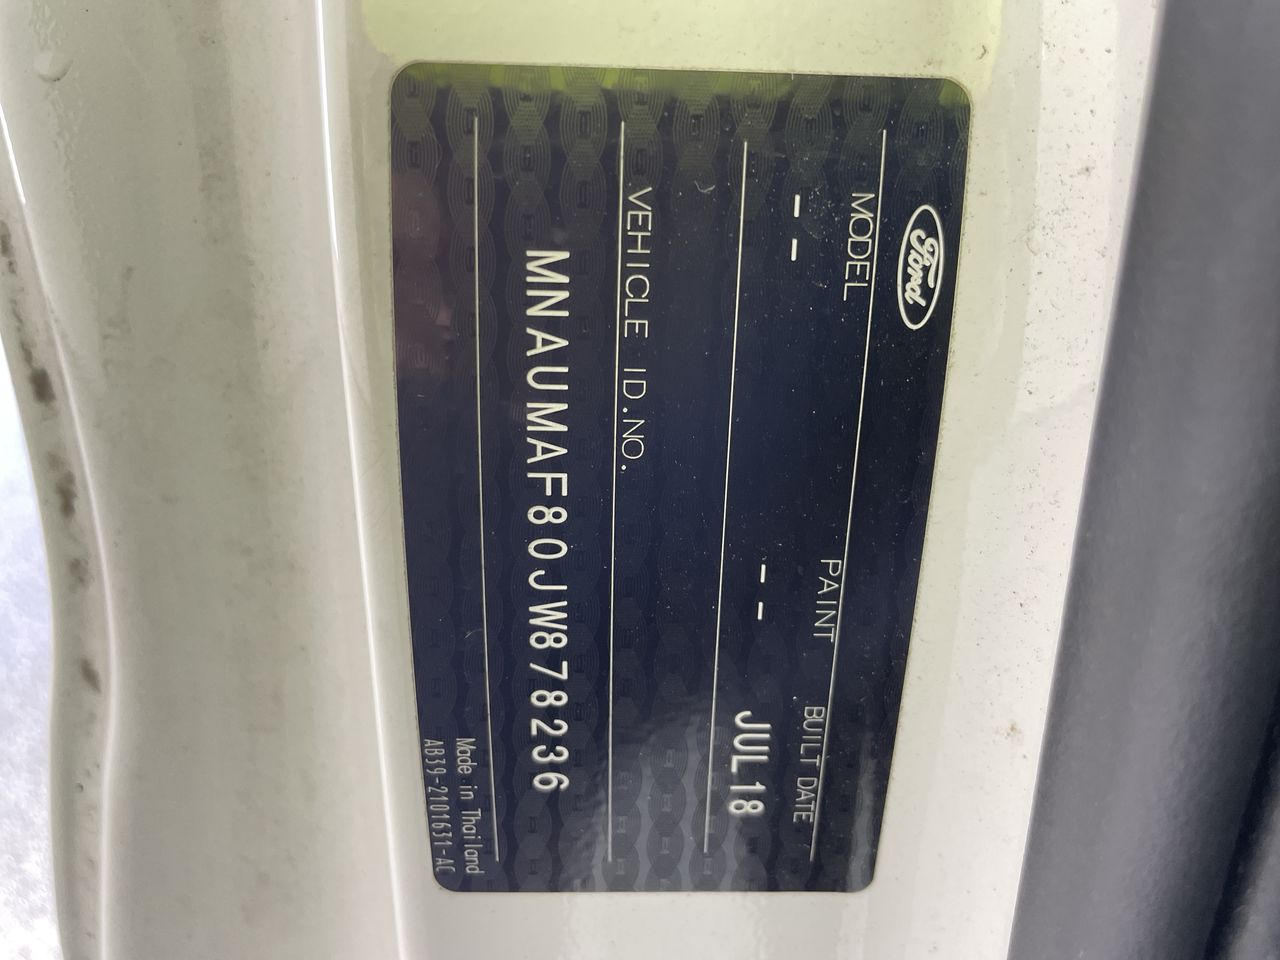 Ford
MODEL PAINT BUILT DATE
-- -- JUL18
VEHICLE ID.NO.
MNAUMAF80JW878236
Made in Thailand
AB39-2101631-AC